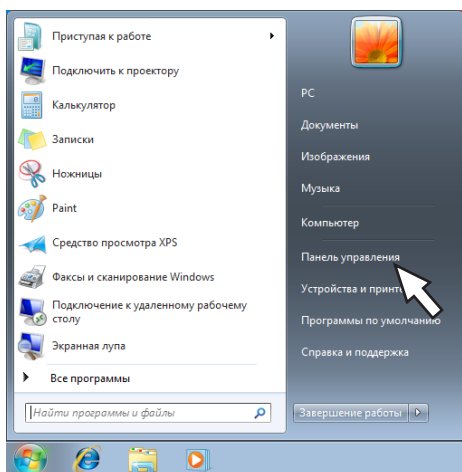 Приступая к работе
Подключить к проектору
Калькулятор
Записки
Ножницы
Paint
Средство просмотра XPS
Факсы и сканирование Windows
Подключение к удаленному рабочему
столу
Экранная лупа
Все программы
Найти программы и файлы
PC
Документы
Изображения
Музыка
Компьютер
Панель управления
Устройства и
Программы по умолчанию
Справка и поддержка
Завершение работы